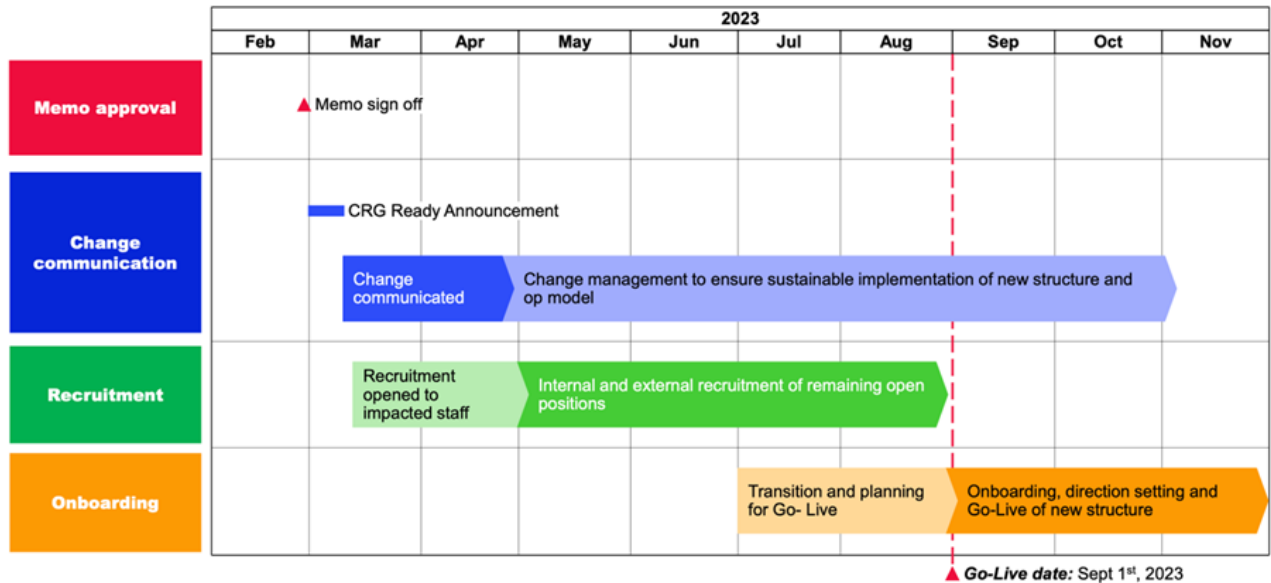 2023
Feb Mar Apr May Jun Jul Aug Sep Oct Nov
Memo approval
Memo sign off
Change
communication
CRG Ready Announcement
Change
communicated
Change management to ensure sustainable implementation of new structure and
op model
Recruitment
Recruitment
opened to
impacted staff
Internal and external recruitment of remaining open
positions
Onboarding
Transition and planning
for Go- Live
Onboarding, direction setting and
Go-Live of new structure
Go-Live date: Sept 1st, 2023